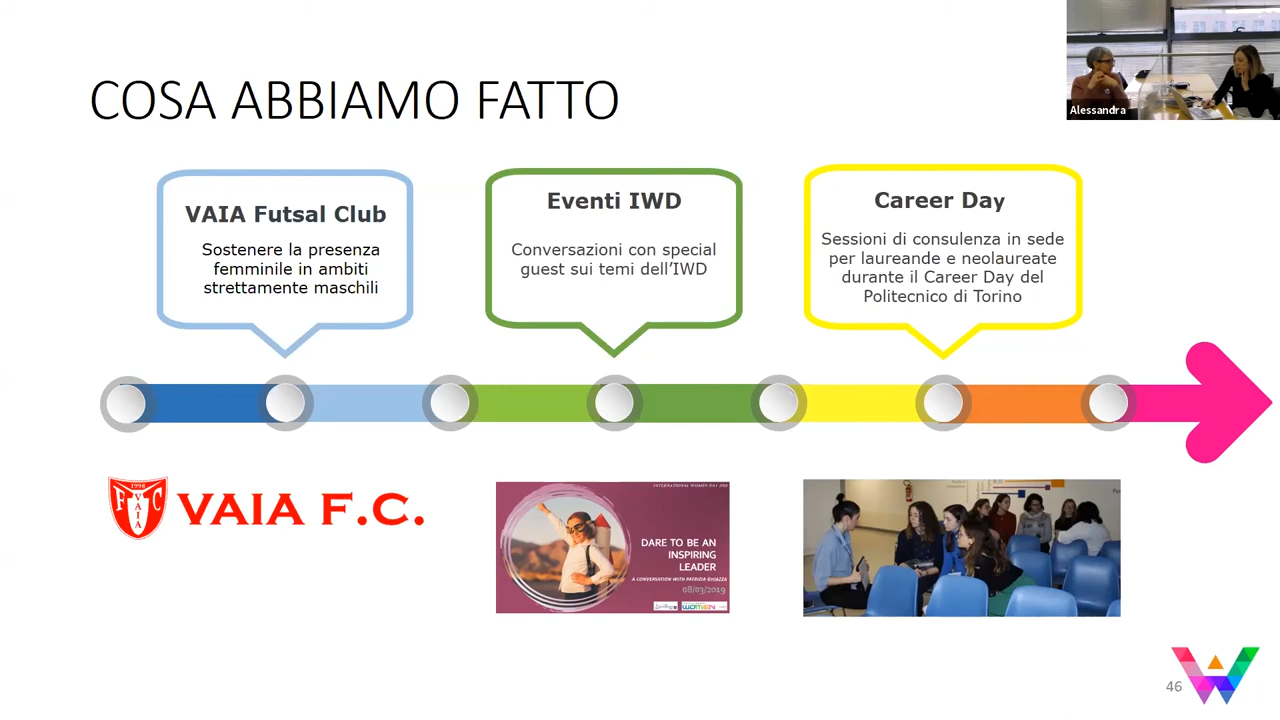 COSA ABBIAMO FATTO
Alessandra
VAIA Futsal Club
Sostenere la presenza
femminile in ambiti
strettamente maschili
Eventi IWD
Conversazioni con special
guest sui temi dell'IWD
Career Day
Sessioni di consulenza in sede
per laureande e neolaureate
durante il Career Day del
Politecnico di Torino
1998
F VAIA C
VAIA F.C.
DARE TO BE AN
INSPIRING
LEADER
A CONVERSATION WITH PATRIZIA GHIAZZA
08/03/2019
WOMEN
46